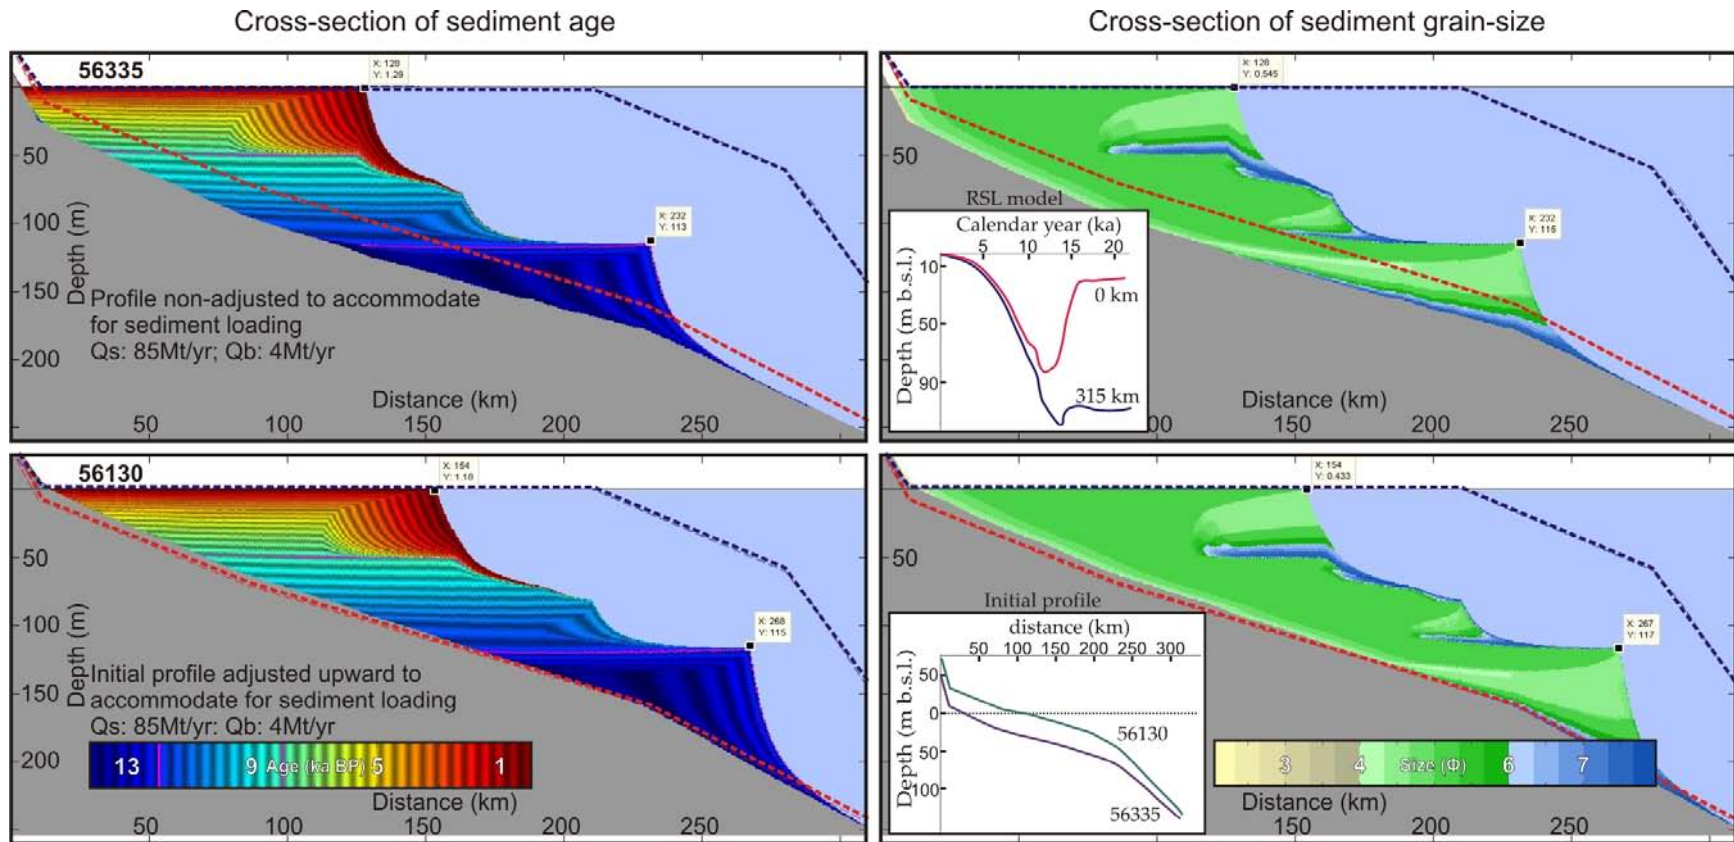 Cross-section of sediment age
Cross-section of sediment grain-size
56335
X: 128
Y: 1.29
50
100
150
200
Depth (m)
X: 232
Y: 113
Profile non-adjusted to accommodate
for sediment loading
Qs: 85Mt/yr; Qb: 4Mt/yr
Distance (km)
50
100
150
200
250
X: 128
Y: 0.545
50
X: 232
Y: 116
RSL model
Calendar year (ka)
5
10
15
20
10
50
90
Depth (m b.s.l.)
0 km
315 km
Distance (km)
100
150
200
250
56130
X: 154
Y: 1.18
50
100
150
200
Depth (m)
X: 268
Y: 115
Initial profile adjusted upward to
accommodate for sediment loading
Qs: 85Mt/yr: Qb: 4Mt/yr
13
9
Age (ka BP)
5
1
Distance (km)
50
100
150
200
250
X: 154
Y: 0.433
50
X: 267
Y: 117
Initial profile
distance (km)
50
100
150
200
250
300
50
0
50
100
Depth (m b.s.l.)
56130
56335
3
4
Size (Φ)
6
7
Distance (km)
100
150
200
250